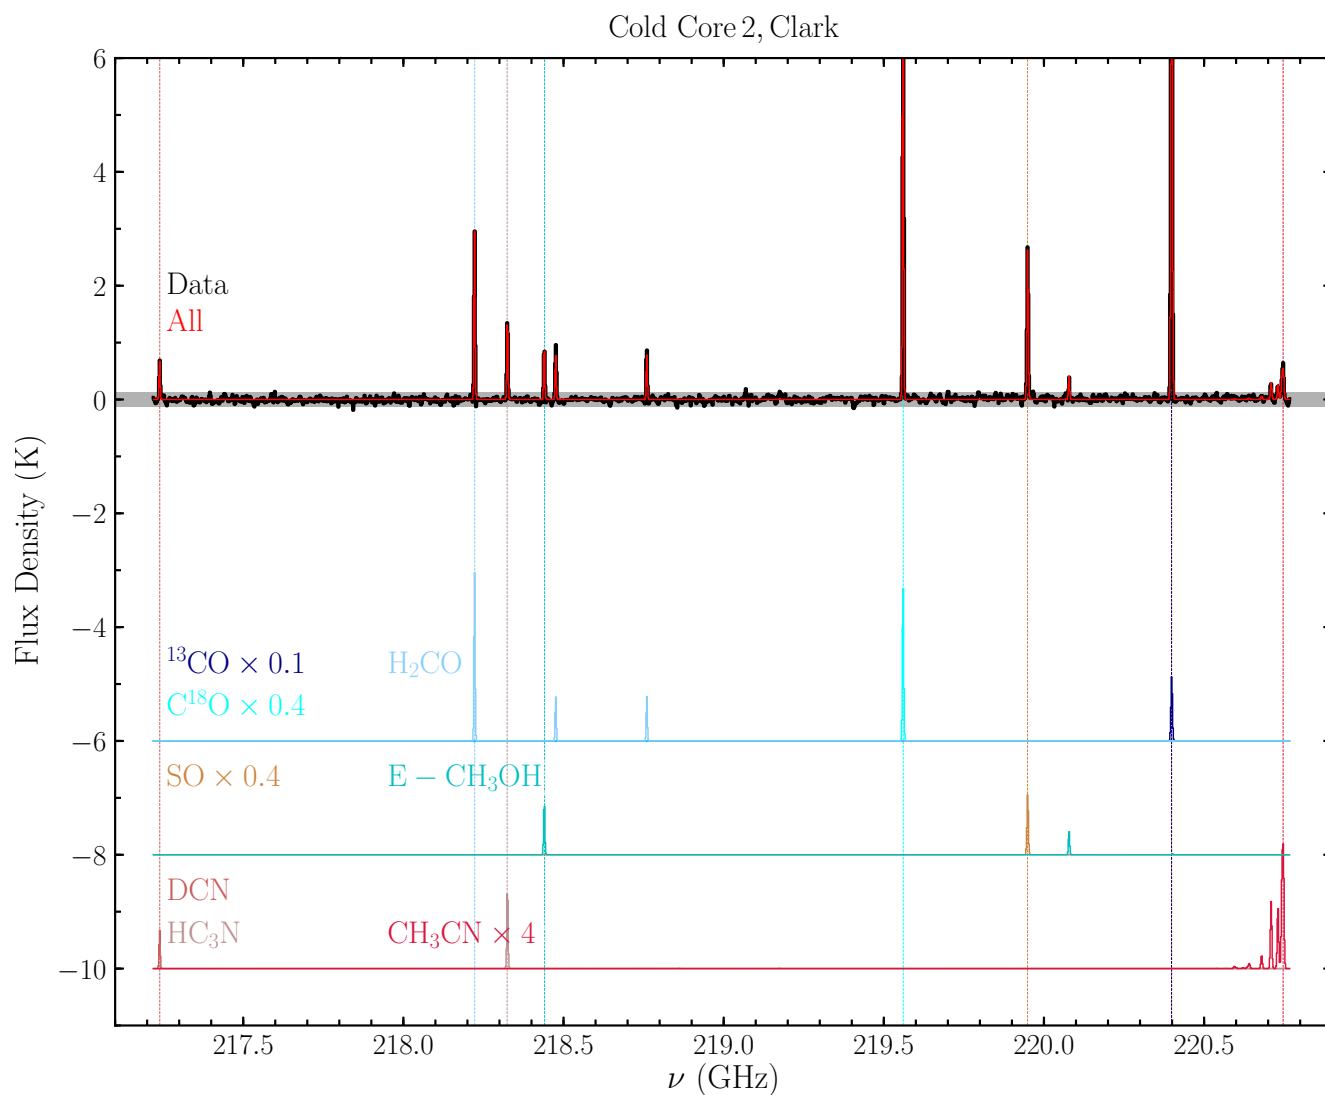 Cold Core 2, Clark
6
4
2
0
−2
−4
−6
−8
−10
Flux Density (K)
Data
All
¹³CO × 0.1
H₂CO
C¹⁸O × 0.4
SO × 0.4
E − CH₃OH
DCN
HC₃N
CH₃CN × 4
217.5 218.0 218.5 219.0 219.5 220.0 220.5
ν (GHz)